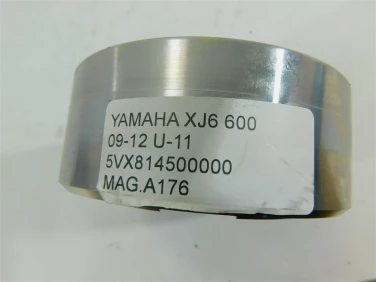 YAMAHA XJ6 600
09-12 U-11
5VX814500000
MAG.A176